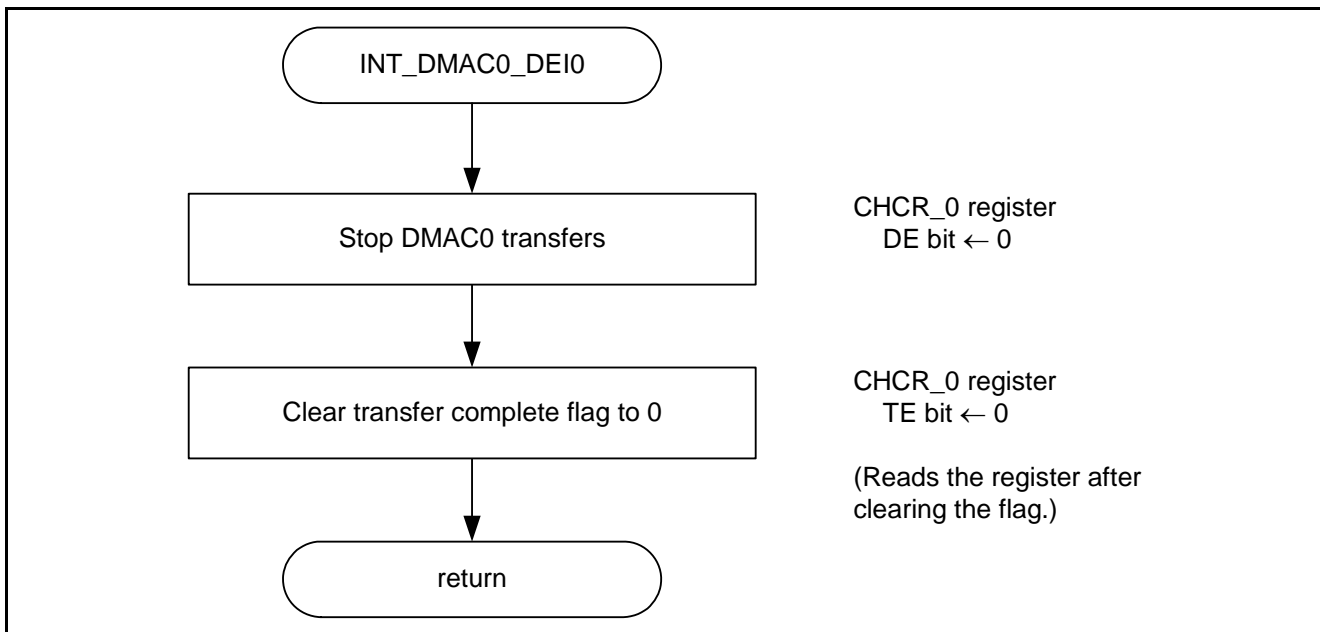 INT_DMAC0_DEI0
Stop DMAC0 transfers
CHCR_0 register
DE bit ← 0
Clear transfer complete flag to 0
CHCR_0 register
TE bit ← 0
(Reads the register after
clearing the flag.)
return